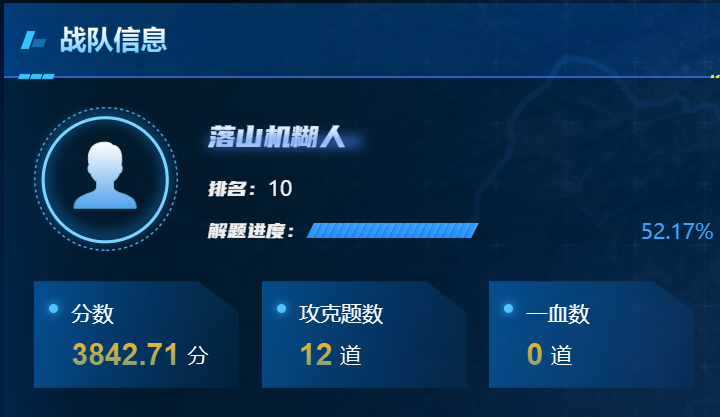 战队信息
落山机糊人
排名：10
解题进度： 52.17%
分数
3842.71 分
攻克题数
12 道
一血数
0 道